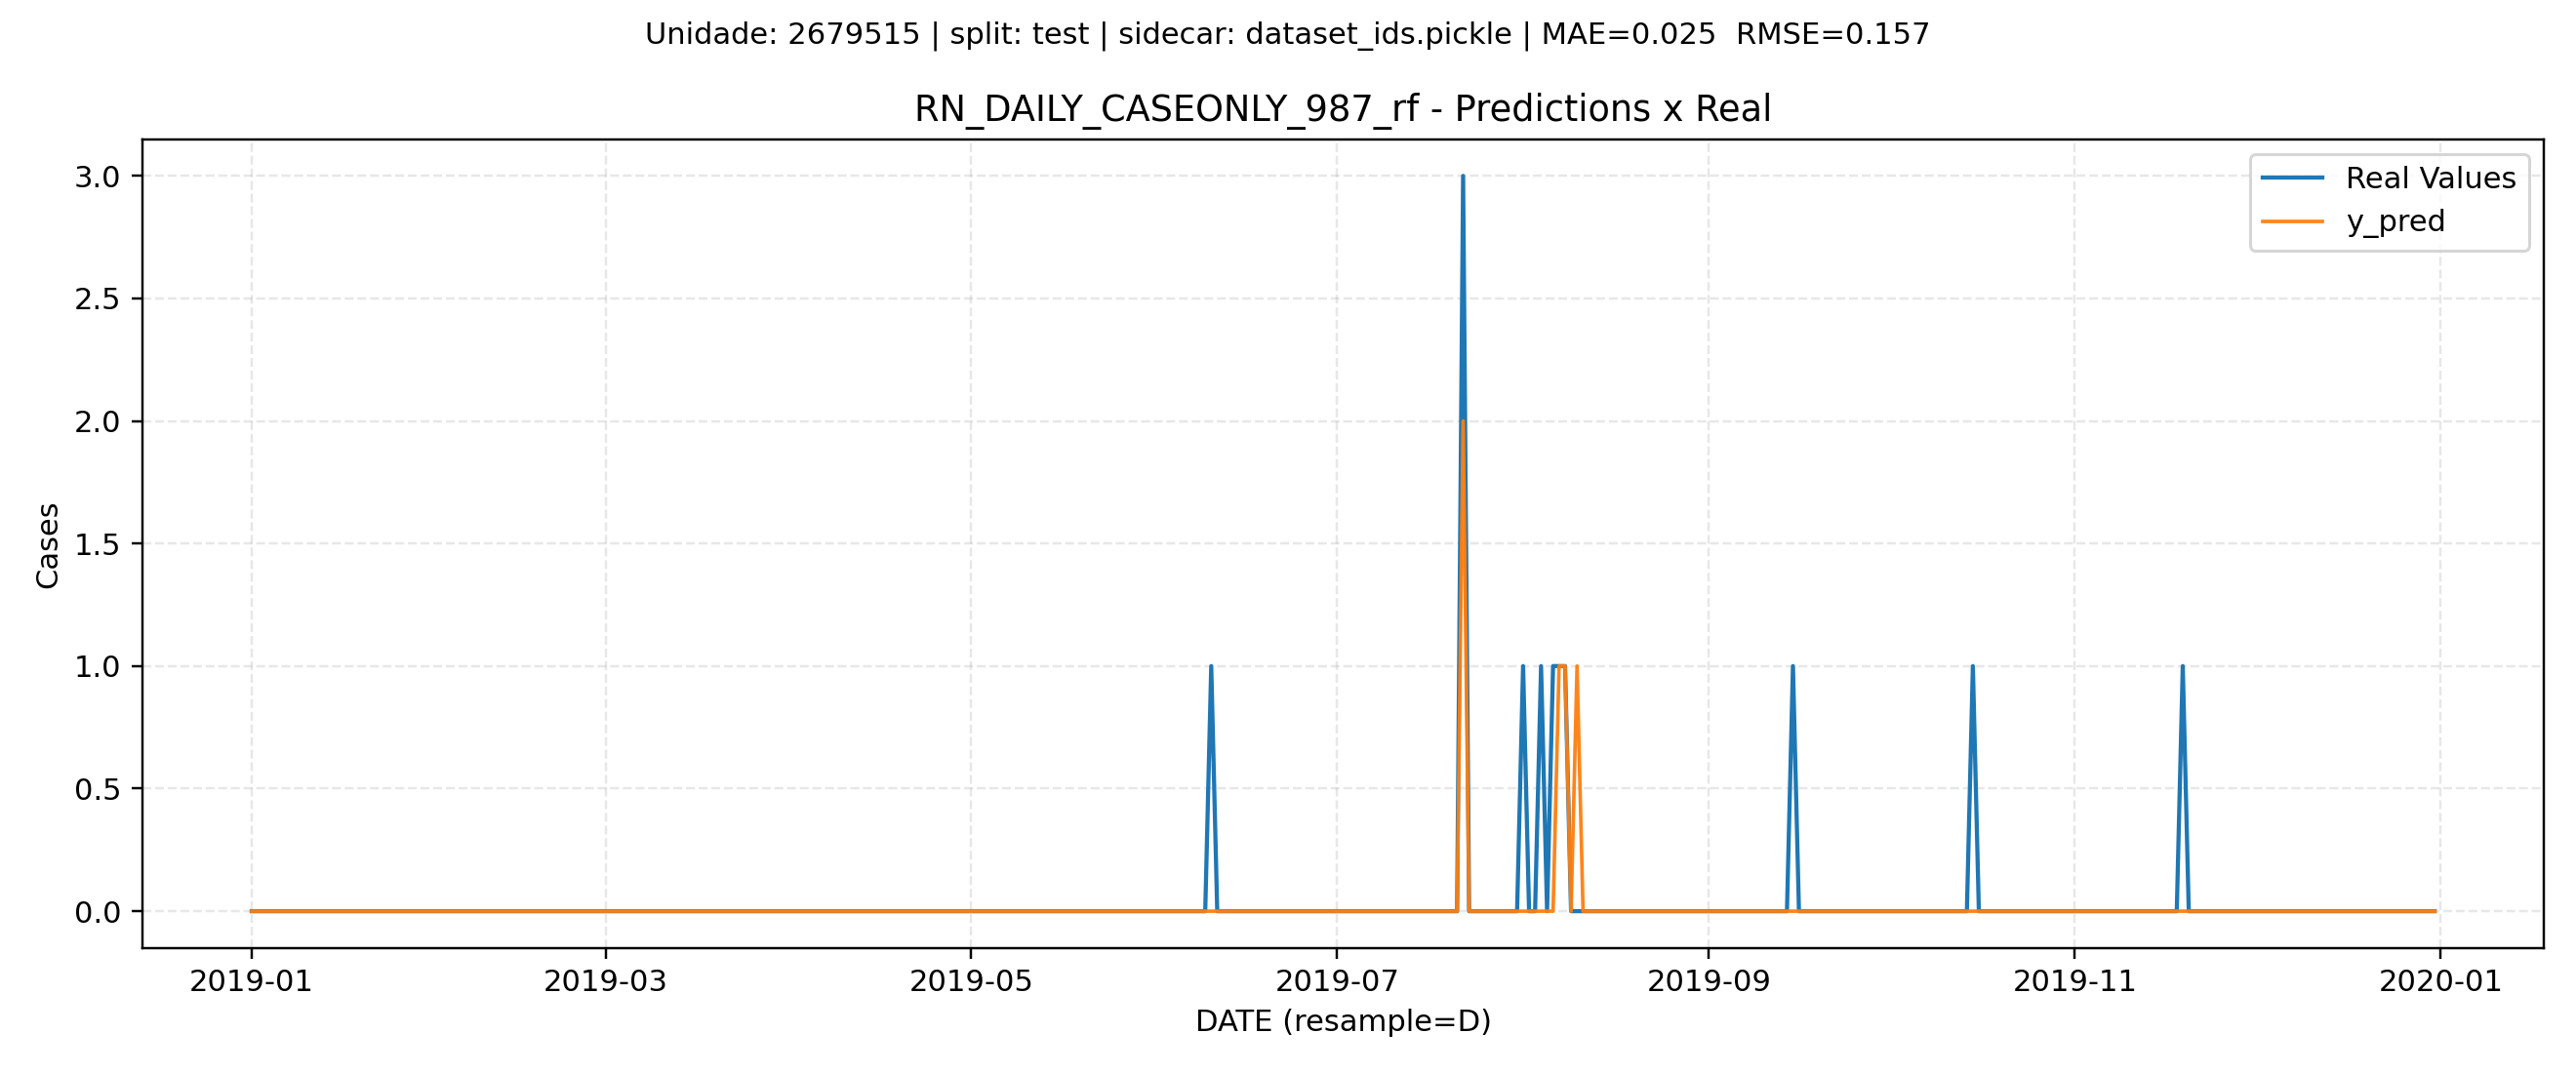 Unidade: 2679515 | split: test | sidecar: dataset_ids.pickle | MAE=0.025  RMSE=0.157
RN_DAILY_CASEONLY_987_rf - Predictions x Real
Real Values
y_pred
Cases
3.0
2.5
2.0
1.5
1.0
0.5
0.0
2019-01
2019-03
2019-05
2019-07
2019-09
2019-11
2020-01
DATE (resample=D)